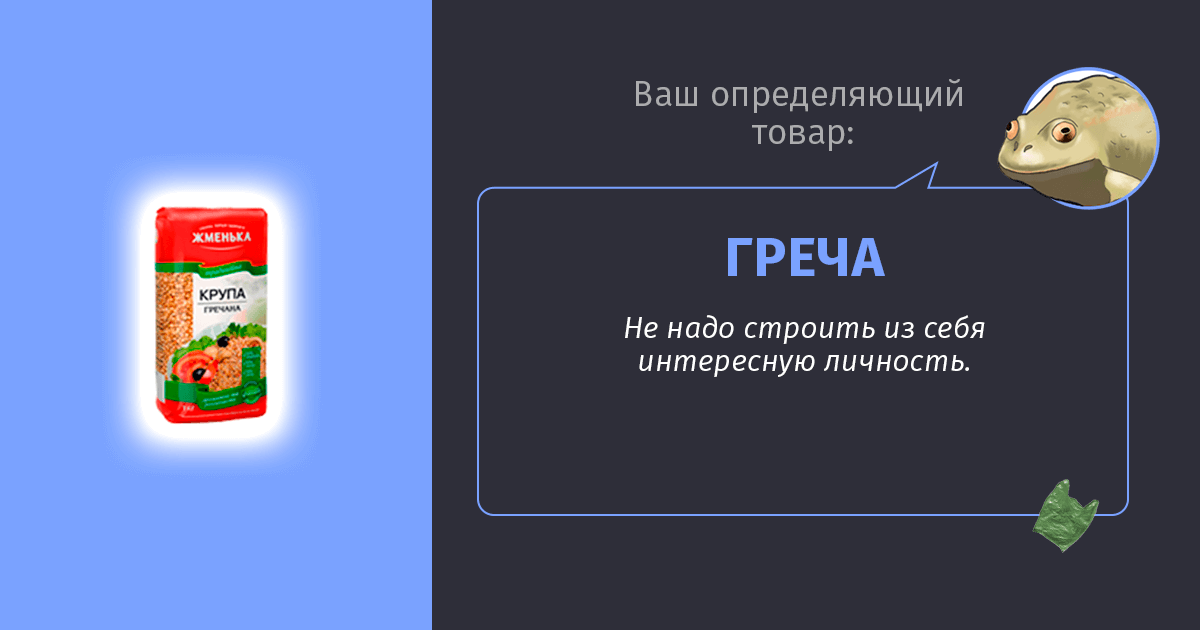 Ваш определяющий
товар:
ГРЕЧА
Не надо строить из себя
интересную личность.
ЖМЕНЬКА
КРУПА
ГРЕЧАНА